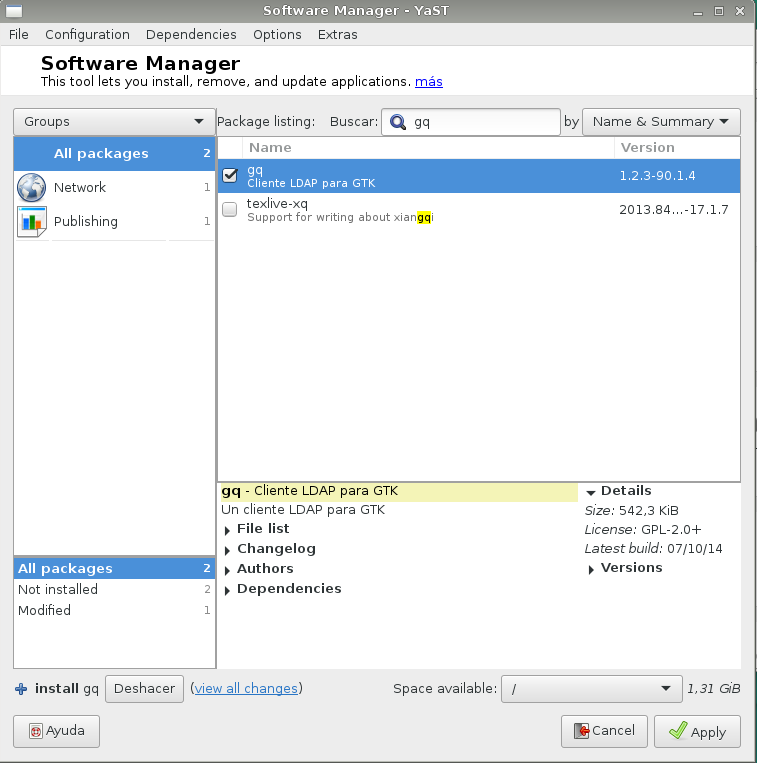 Software Manager - YaST
File Configuration Dependencies Options Extras
Software Manager
This tool lets you install, remove, and update applications. más
Groups Package listing: Buscar: gq by Name & Summary
All packages 2
Network 1
Publishing 1
Name Version
gq 1.2.3-90.1.4
Cliente LDAP para GTK
texlive-xq 2013.84...-17.1.7
Support for writing about xiangqi
All packages 2
Not installed 2
Modified 1
gq - Cliente LDAP para GTK
Un cliente LDAP para GTK
File list
Changelog
Authors
Dependencies
Details
Size: 542,3 KiB
License: GPL-2.0+
Latest build: 07/10/14
Versions
install gq Deshacer (view all changes) Space available: / 1,31 GiB
Ayuda Cancel Apply